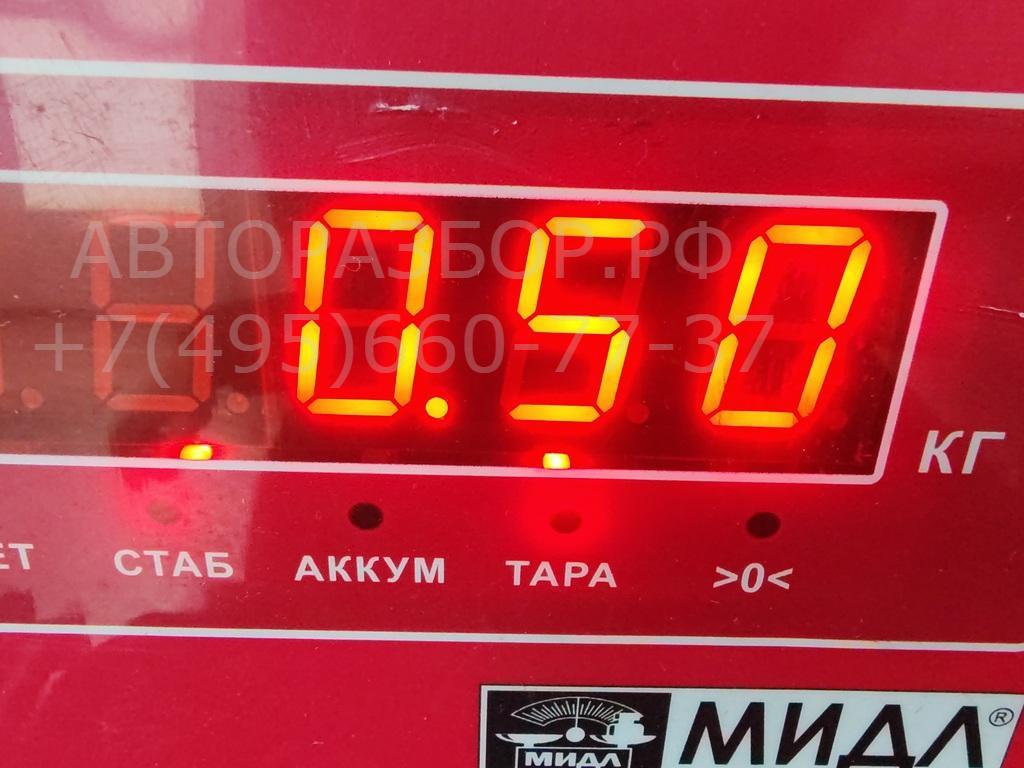 АВТОРАЗБОР.РФ
+7(495)660-77-37
0.50
КГ
СТАБ АККУМ ТАРА >0<
МИДЛ
МИДЛ ®